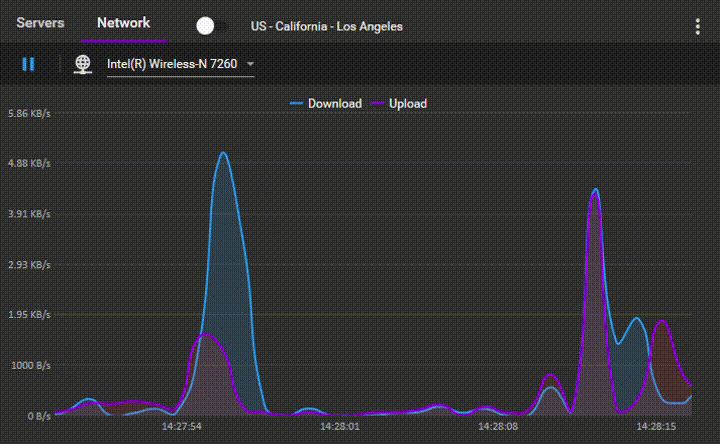 Servers Network US - California - Los Angeles
Intel(R) Wireless-N 7260
Download Upload
5.86 KB/s
4.88 KB/s
3.91 KB/s
2.93 KB/s
1.95 KB/s
1000 B/s
0 B/s
14:27:54 14:28:01 14:28:08 14:28:15